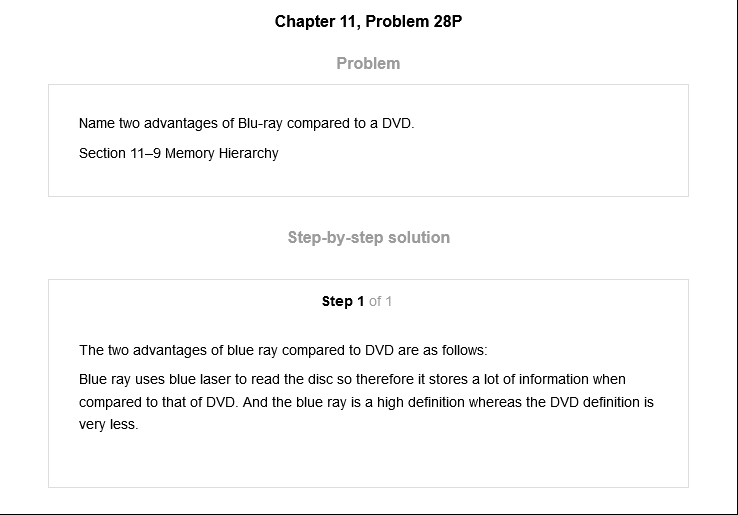 Chapter 11, Problem 28P
Problem
Name two advantages of Blu-ray compared to a DVD.
Section 11–9 Memory Hierarchy
Step-by-step solution
Step 1 of 1
The two advantages of blue ray compared to DVD are as follows:
Blue ray uses blue laser to read the disc so therefore it stores a lot of information when
compared to that of DVD. And the blue ray is a high definition whereas the DVD definition is
very less.